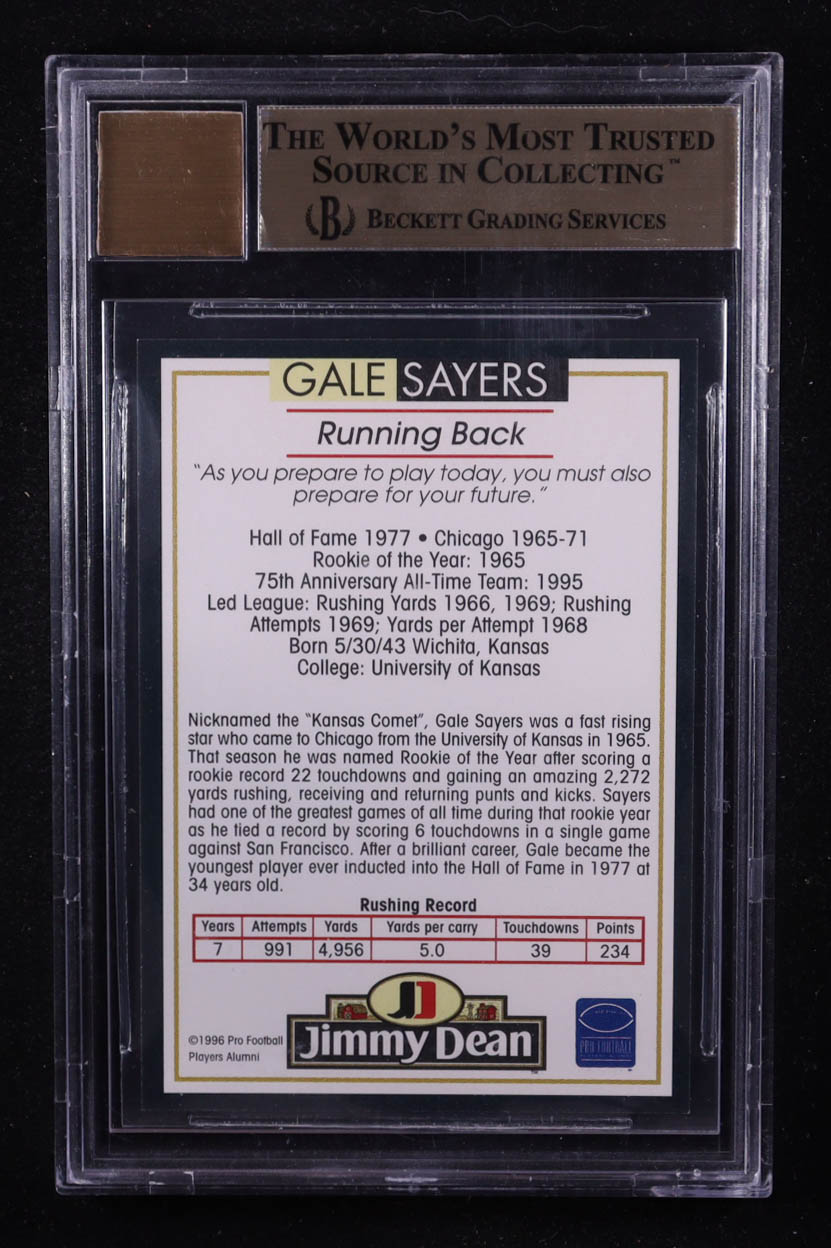 THE WORLD'S MOST TRUSTED
SOURCE IN COLLECTING™
B BECKETT GRADING SERVICES
GALE SAYERS
Running Back
"As you prepare to play today, you must also
prepare for your future."
Hall of Fame 1977 • Chicago 1965-71
Rookie of the Year: 1965
75th Anniversary All-Time Team: 1995
Led League: Rushing Yards 1966, 1969; Rushing
Attempts 1969; Yards per Attempt 1968
Born 5/30/43 Wichita, Kansas
College: University of Kansas
Nicknamed the "Kansas Comet", Gale Sayers was a fast rising
star who came to Chicago from the University of Kansas in 1965.
That season he was named Rookie of the Year after scoring a
rookie record 22 touchdowns and gaining an amazing 2,272
yards rushing, receiving and returning punts and kicks. Sayers
had one of the greatest games of all time during that rookie year
as he tied a record by scoring 6 touchdowns in a single game
against San Francisco. After a brilliant career, Gale became the
youngest player ever inducted into the Hall of Fame in 1977 at
34 years old.
Rushing Record
Years Attempts Yards Yards per carry Touchdowns Points
7 991 4,956 5.0 39 234
©1996 Pro Football
Players Alumni
JD
Jimmy Dean
PRO FOOTBALL